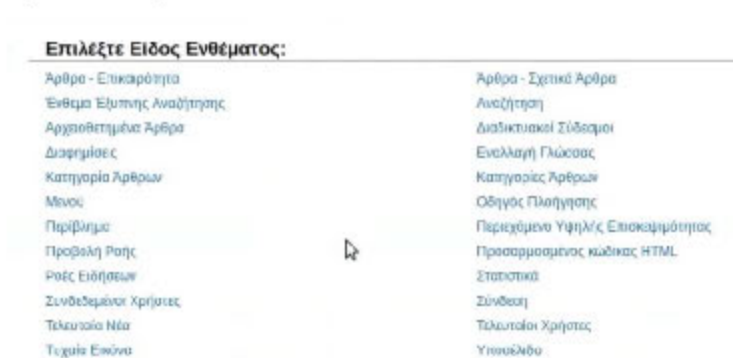 Επιλέξτε Είδος Ενθέματος:
Άρθρα - Επικαιρότητα
Άρθρα - Σχετικά Άρθρα
Ένθεμα Έξυπνης Αναζήτησης
Αναζήτηση
Αρχειοθετημένα Άρθρα
Διαδικτυακοί Σύδεσμοι
Διαφημίσεις
Εναλλαγή Γλώσσας
Κατηγορία Άρθρων
Κατηγορίες Άρθρων
Μενού
Οδηγός Πλοήγησης
Περίβλημα
Περιεχόμενο Υψηλής Επισκεψιμότητας
Προβολή Ροής
Προσαρμοσμένος κώδικας HTML
Ροές Ειδήσεων
Στατιστικά
Συνδεδεμένοι Χρήστες
Σύνδεση
Τελευταία Νέα
Τελευταίοι Χρήστες
Τυχαία Εικόνα
Υποσέλιδο